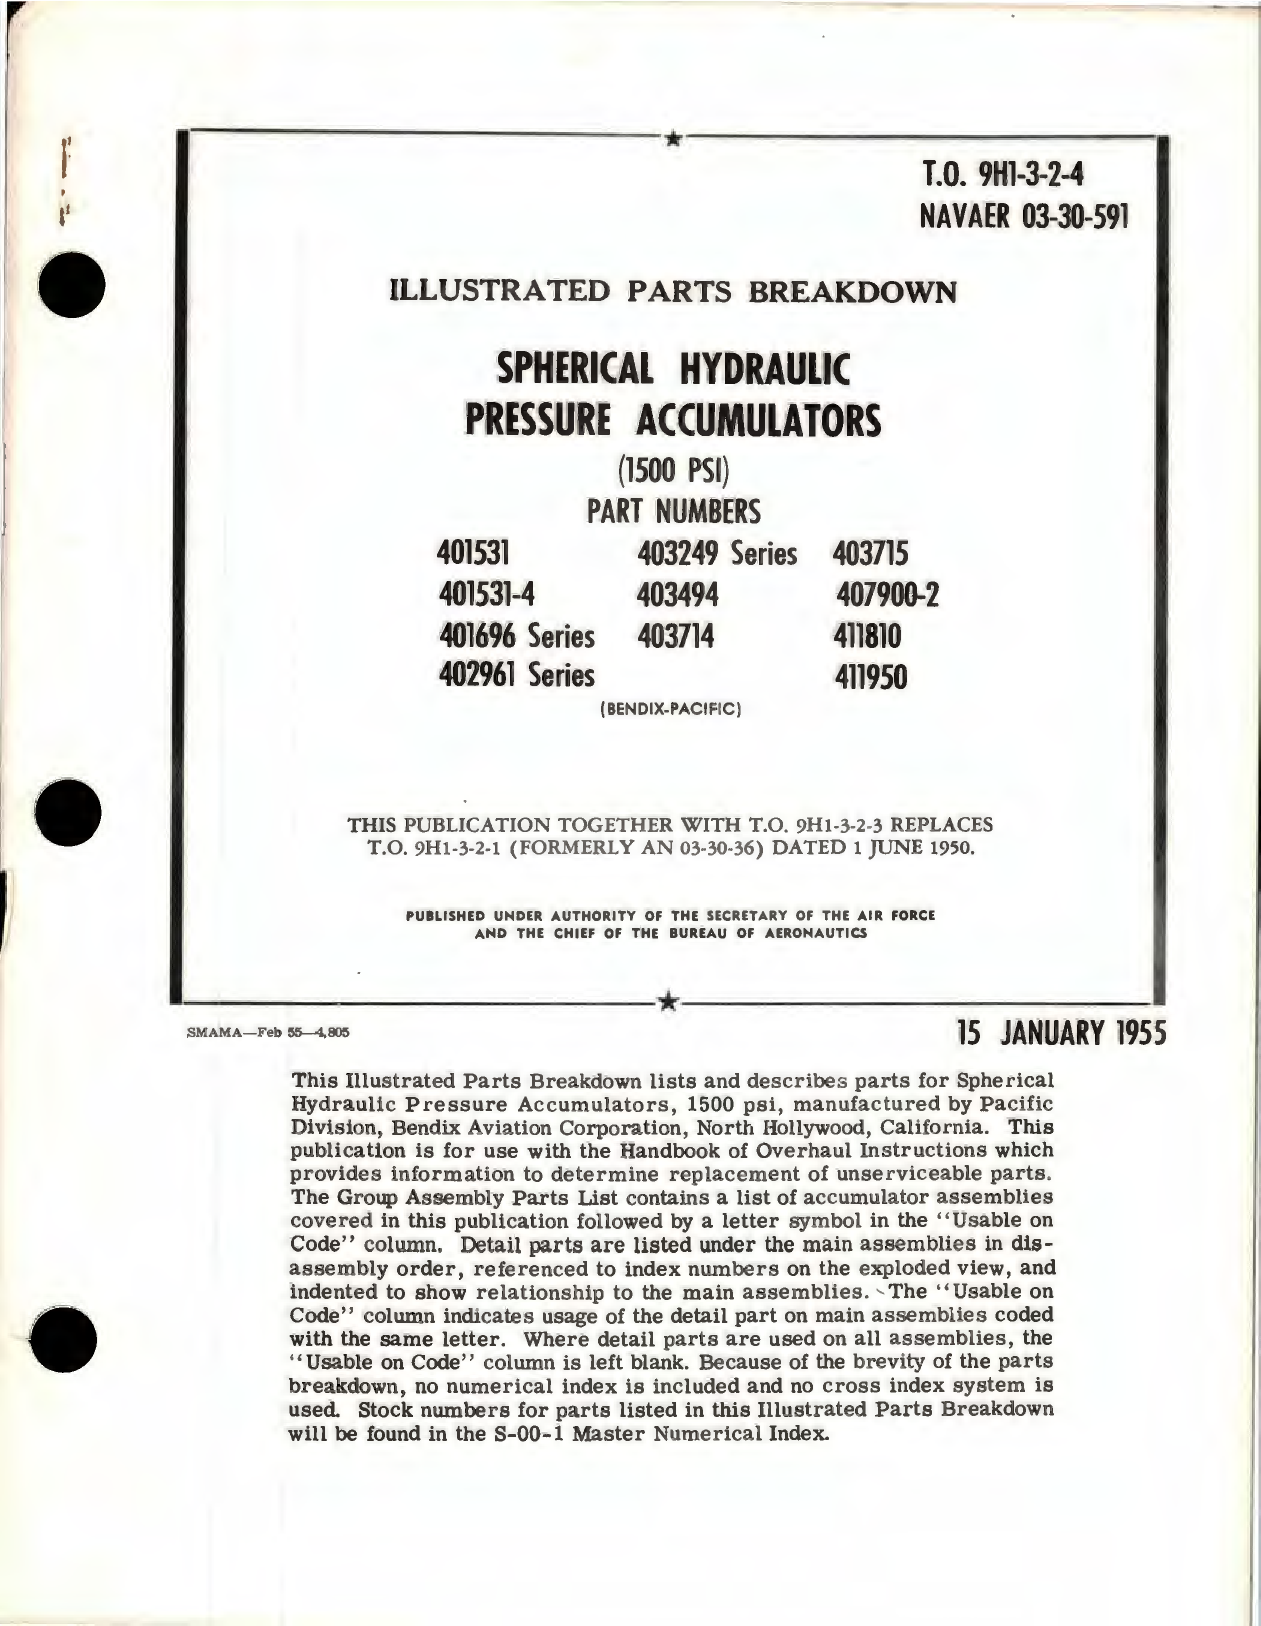 T.O. 9H1-3-2-4
NAVAER 03-30-591
ILLUSTRATED PARTS BREAKDOWN
SPHERICAL HYDRAULIC
PRESSURE ACCUMULATORS
(1500 PSI)
PART NUMBERS
401531 403249 Series 403715
401531-4 403494 407900-2
401696 Series 403714 411810
402961 Series 411950
(BENDIX-PACIFIC)
THIS PUBLICATION TOGETHER WITH T.O. 9H1-3-2-3 REPLACES
T.O. 9H1-3-2-1 (FORMERLY AN 03-30-36) DATED 1 JUNE 1950.
PUBLISHED UNDER AUTHORITY OF THE SECRETARY OF THE AIR FORCE
AND THE CHIEF OF THE BUREAU OF AERONAUTICS
SMAMA—Feb 55—4,805
15 JANUARY 1955
This Illustrated Parts Breakdown lists and describes parts for Spherical
Hydraulic Pressure Accumulators, 1500 psi, manufactured by Pacific
Division, Bendix Aviation Corporation, North Hollywood, California. This
publication is for use with the Handbook of Overhaul Instructions which
provides information to determine replacement of unserviceable parts.
The Group Assembly Parts List contains a list of accumulator assemblies
covered in this publication followed by a letter symbol in the "Usable on
Code" column. Detail parts are listed under the main assemblies in dis-
assembly order, referenced to index numbers on the exploded view, and
indented to show relationship to the main assemblies. The "Usable on
Code" column indicates usage of the detail part on main assemblies coded
with the same letter. Where detail parts are used on all assemblies, the
"Usable on Code" column is left blank. Because of the brevity of the parts
breakdown, no numerical index is included and no cross index system is
used. Stock numbers for parts listed in this Illustrated Parts Breakdown
will be found in the S-00-1 Master Numerical Index.